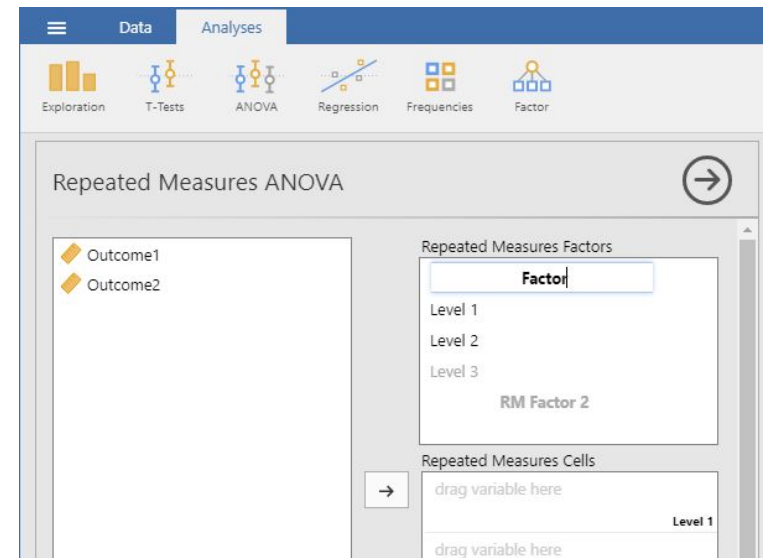 Data Analyses
Exploration T-Tests ANOVA Regression Frequencies Factor
Repeated Measures ANOVA
Outcome1
Outcome2
Repeated Measures Factors
Factor
Level 1
Level 2
Level 3
RM Factor 2
Repeated Measures Cells
drag variable here
Level 1
drag variable here